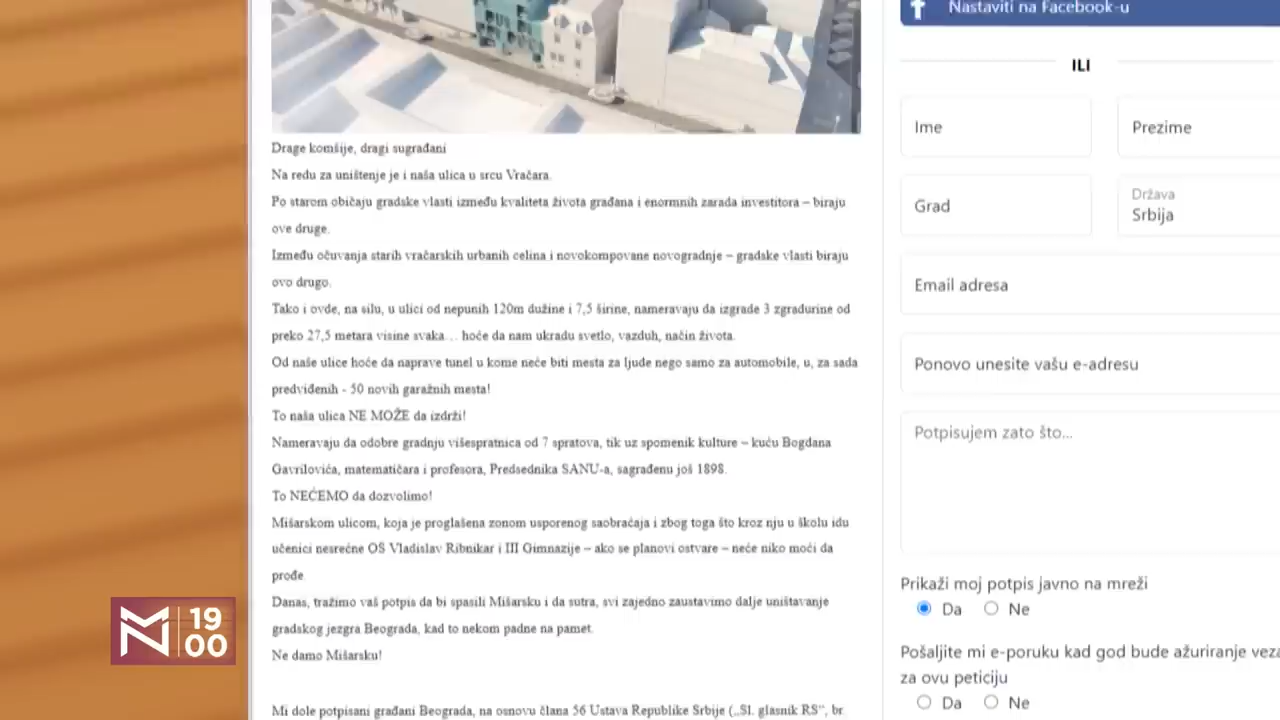 Nastaviti na Facebook-u
ILI
Ime
Prezime
Grad
Država
Srbija
Email adresa
Ponovo unesite vašu e-adresu
Potpisujem zato što...
Prikaži moj potpis javno na mreži
Da
Ne
Pošaljite mi e-poruku kad god bude ažuriranje
za ovu peticiju
Da
Ne
Drage komšije, dragi sugrađani
Na redu za uništenje je i naša ulica u srcu Vračara.
Po starom običaju gradske vlasti između kvaliteta života građana i enormnih zarada investitora – biraju
ove druge.
Između očuvanja starih vračarskih urbanih celina i novokompovane novogradnje – gradske vlasti biraju
ovo drugo.
Tako i ovde, na silu, u ulici od nepunih 120m dužine i 7,5 širine, nameravaju da izgrade 3 zgradurine od
preko 27,5 metara visine svaka... hoće da nam ukradu svetlo, vazduh, način života.
Od naše ulice hoće da naprave tunel u kome neće biti mesta za ljude nego samo za automobile, u, za sada
predviđenih - 50 novih garažnih mesta!
To naša ulica NE MOŽE da izdrži!
Nameravaju da odobre gradnju višespratnica od 7 spratova, tik uz spomenik kulture – kuću Bogdana
Gavrilovića, matematičara i profesora, Predsednika SANU-a, sagrađenu još 1898.
To NEĆEMO da dozvolimo!
Mišarskom ulicom, koja je proglašena zonom usporenog saobraćaja i zbog toga što kroz nju u školu idu
učenici nesrećne OŠ Vladislav Ribnikar i III Gimnazije – ako se planovi ostvare – neće niko moći da
prođe.
Danas, tražimo vaš potpis da bi spasili Mišarsku i da sutra, svi zajedno zaustavimo dalje uništavanje
gradskog jezgra Beograda, kad to nekom padne na pamet.
Ne damo Mišarsku!
Mi dole potpisani građani Beograda, na osnovu člana 56 Ustava Republike Srbije („Sl. glasnik RS“, br.
19
00